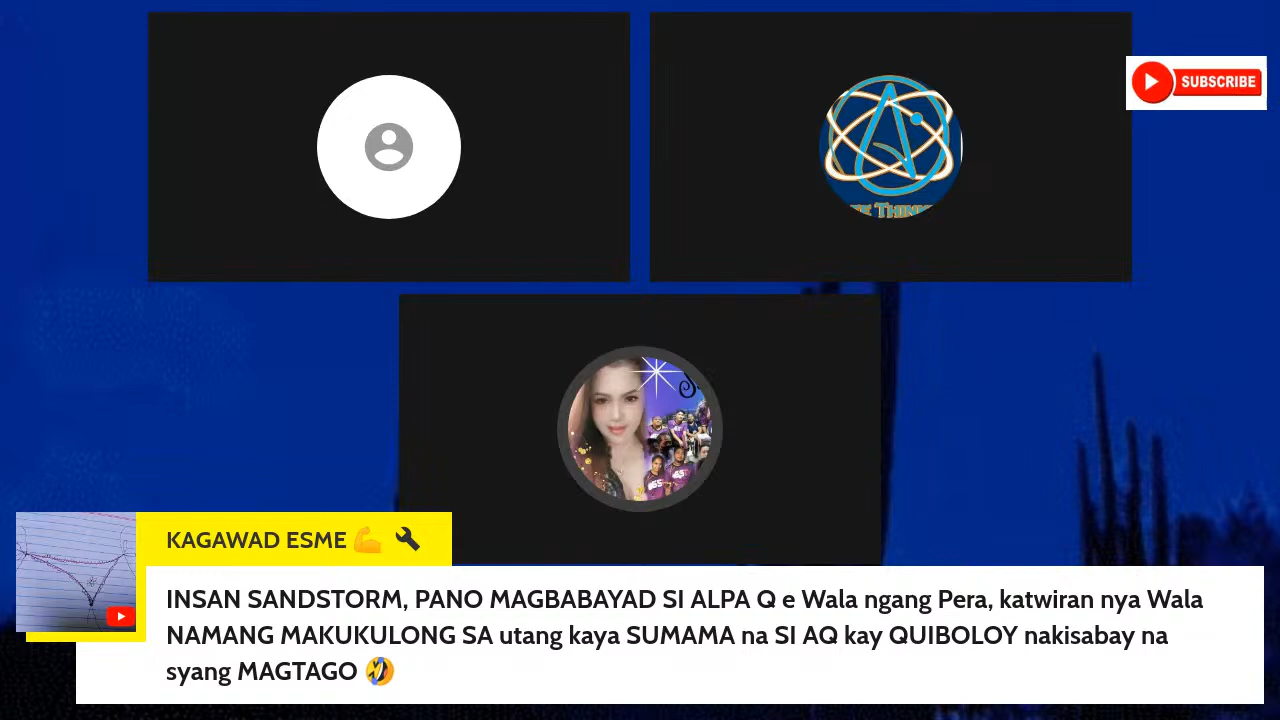 SUBSCRIBE
THIN
KAGAWAD ESME 💪 🔧
INSAN SANDSTORM, PANO MAGBABAYAD SI ALPA Q e Wala ngang Pera, katwiran nya Wala
NAMANG MAKUKULONG SA utang kaya SUMAMA na SI AQ kay QUIBOLOY nakisabay na
syang MAGTAGO 🤣